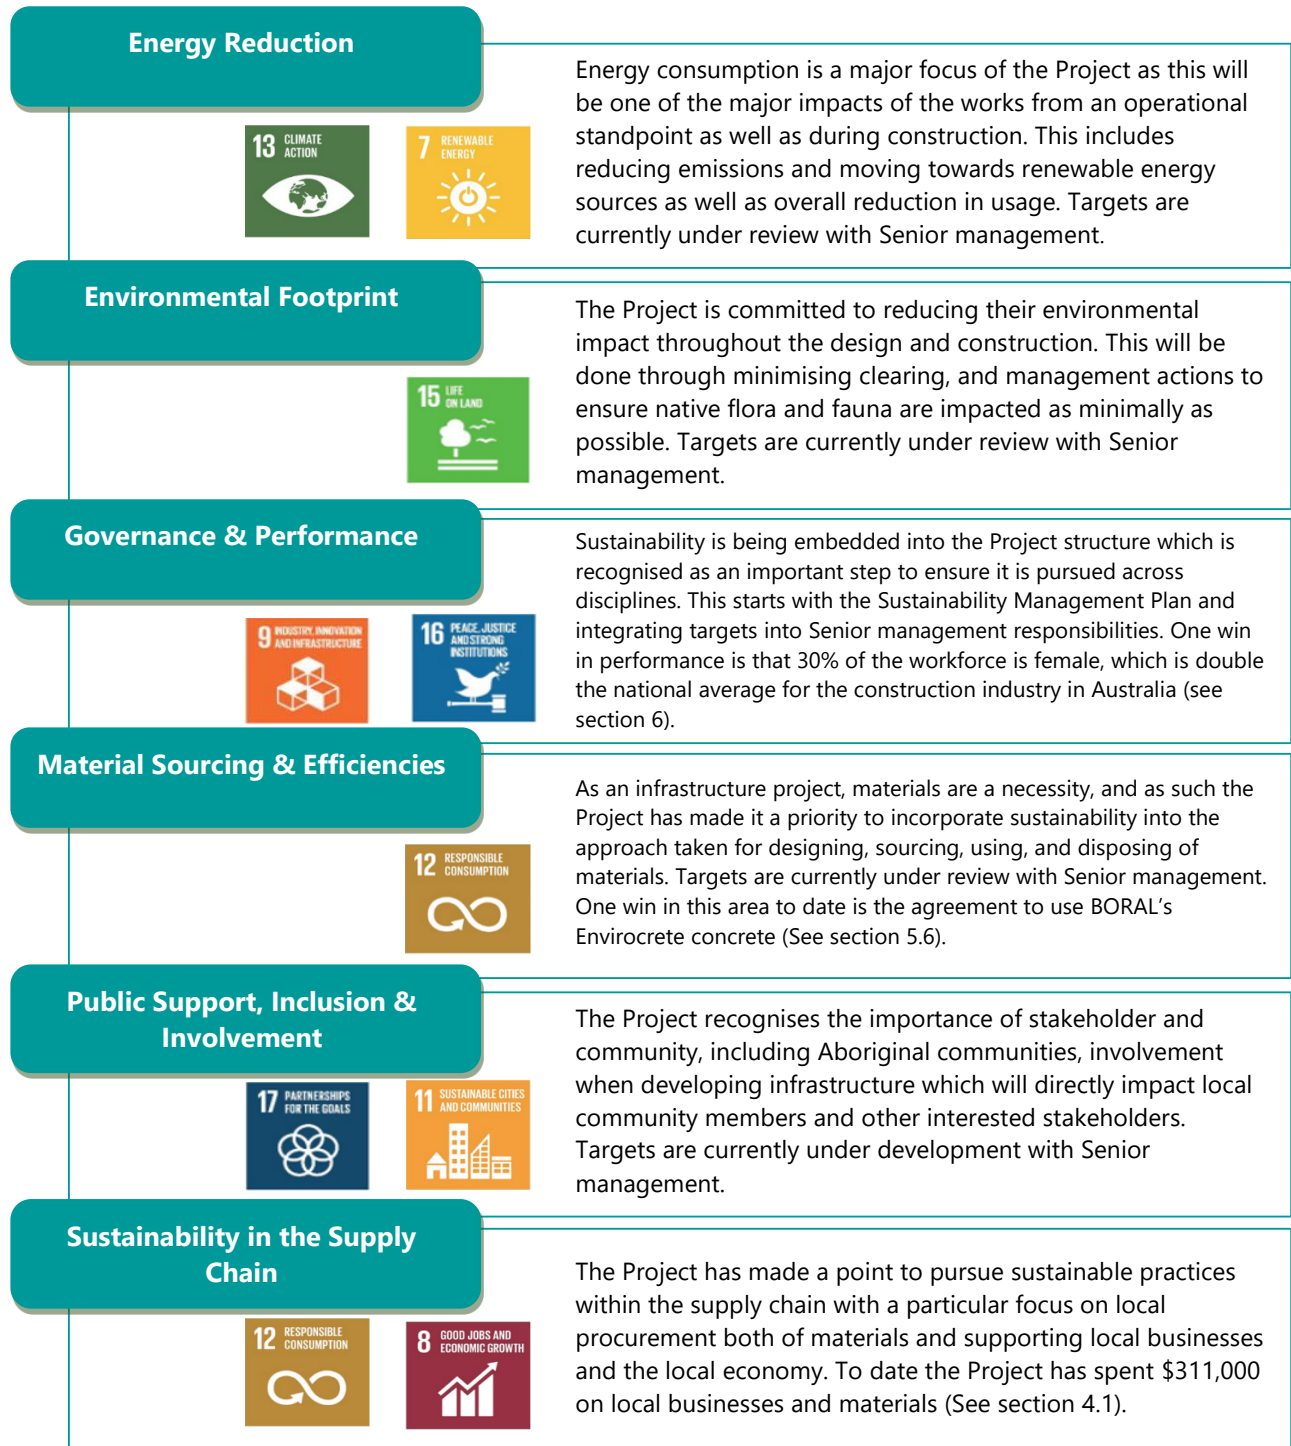 Energy Reduction
Energy consumption is a major focus of the Project as this will
be one of the major impacts of the works from an operational
standpoint as well as during construction. This includes
reducing emissions and moving towards renewable energy
sources as well as overall reduction in usage. Targets are
currently under review with Senior management.
13 CLIMATE
ACTION
7 RENEWABLE
ENERGY
Environmental Footprint
The Project is committed to reducing their environmental
impact throughout the design and construction. This will be
done through minimising clearing, and management actions to
ensure native flora and fauna are impacted as minimally as
possible. Targets are currently under review with Senior
management.
15 LIFE
ON LAND
Governance & Performance
Sustainability is being embedded into the Project structure which is
recognised as an important step to ensure it is pursued across
disciplines. This starts with the Sustainability Management Plan and
integrating targets into Senior management responsibilities. One win
in performance is that 30% of the workforce is female, which is double
the national average for the construction industry in Australia (see
section 6).
9 INDUSTRY, INNOVATION
AND INFRASTRUCTURE
16 PEACE, JUSTICE
AND STRONG
INSTITUTIONS
Material Sourcing & Efficiencies
As an infrastructure project, materials are a necessity, and as such the
Project has made it a priority to incorporate sustainability into the
approach taken for designing, sourcing, using, and disposing of
materials. Targets are currently under review with Senior management.
One win in this area to date is the agreement to use BORAL’s
Envirocrete concrete (See section 5.6).
12 RESPONSIBLE
CONSUMPTION
Public Support, Inclusion &
Involvement
The Project recognises the importance of stakeholder and
community, including Aboriginal communities, involvement
when developing infrastructure which will directly impact local
community members and other interested stakeholders.
Targets are currently under development with Senior
management.
17 PARTNERSHIPS
FOR THE GOALS
11 SUSTAINABLE CITIES
AND COMMUNITIES
Sustainability in the Supply
Chain
The Project has made a point to pursue sustainable practices
within the supply chain with a particular focus on local
procurement both of materials and supporting local businesses
and the local economy. To date the Project has spent $311,000
on local businesses and materials (See section 4.1).
12 RESPONSIBLE
CONSUMPTION
8 GOOD JOBS AND
ECONOMIC GROWTH